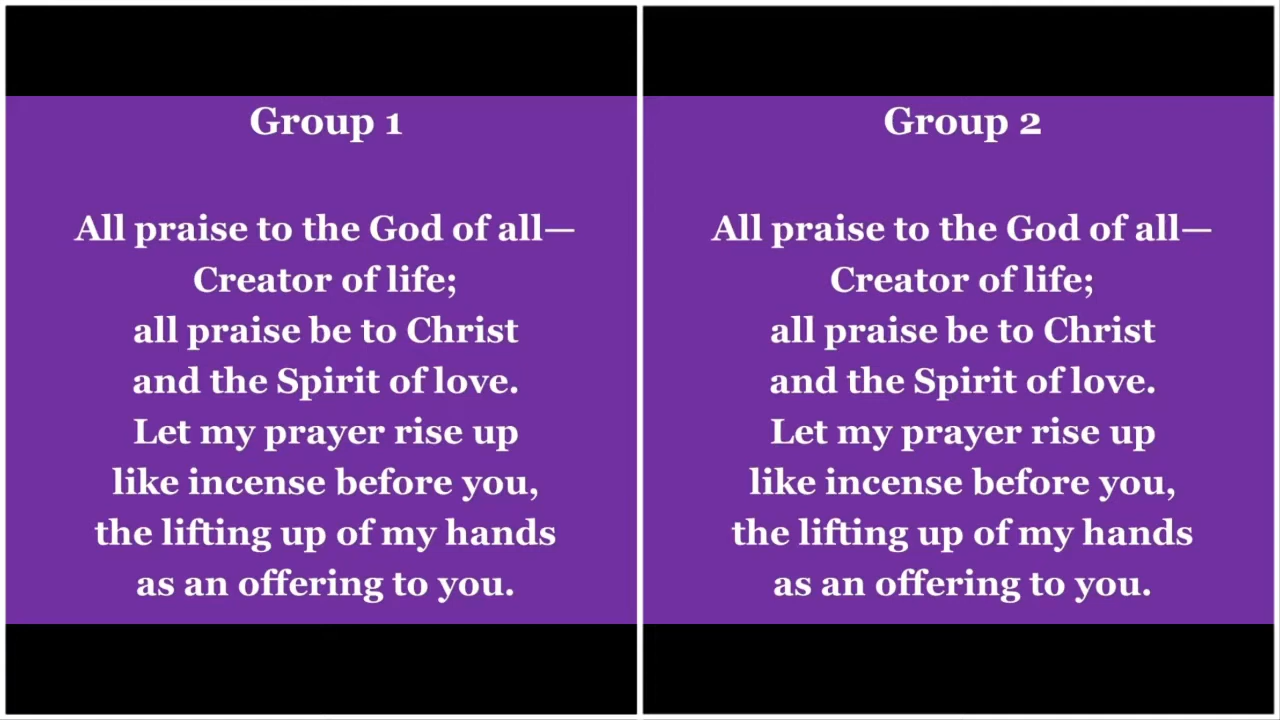 Group 1
All praise to the God of all—
Creator of life;
all praise be to Christ
and the Spirit of love.
Let my prayer rise up
like incense before you,
the lifting up of my hands
as an offering to you.
Group 2
All praise to the God of all—
Creator of life;
all praise be to Christ
and the Spirit of love.
Let my prayer rise up
like incense before you,
the lifting up of my hands
as an offering to you.